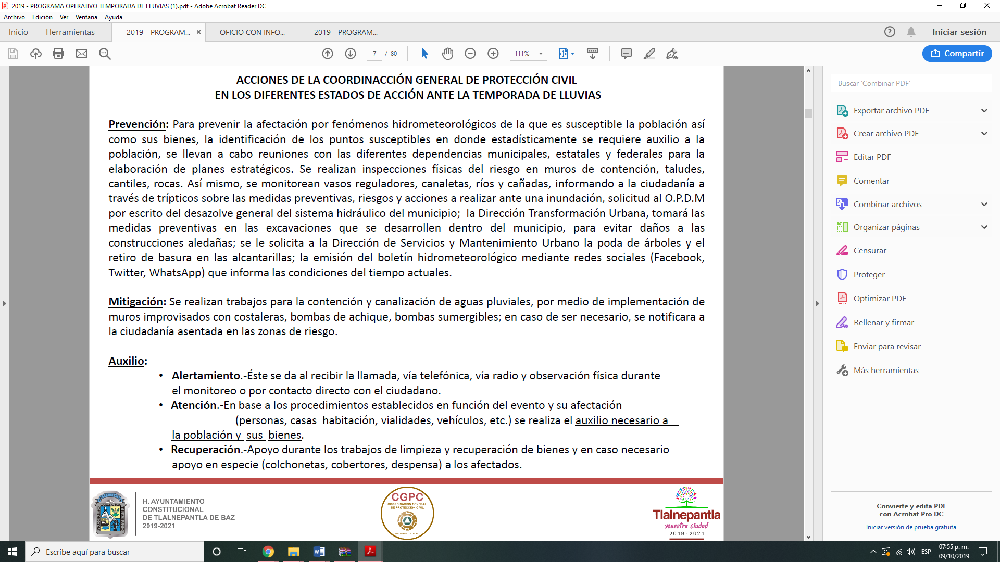 2019 - PROGRAMA OPERATIVO TEMPORADA DE LLUVIAS (1).pdf - Adobe Acrobat Reader DC
Archivo Edición Ver Ventana Ayuda
Inicio Herramientas 2019 - PROGRAM... × OFICIO CON INFO... 2019 - PROGRAM... Iniciar sesión
7 / 80 111% Compartir
ACCIONES DE LA COORDINACCIÓN GENERAL DE PROTECCIÓN CIVIL
EN LOS DIFERENTES ESTADOS DE ACCIÓN ANTE LA TEMPORADA DE LLUVIAS
Prevención: Para prevenir la afectación por fenómenos hidrometeorológicos de la que es susceptible la población así
como sus bienes, la identificación de los puntos susceptibles en donde estadísticamente se requiere auxilio a la
población, se llevan a cabo reuniones con las diferentes dependencias municipales, estatales y federales para la
elaboración de planes estratégicos. Se realizan inspecciones físicas del riesgo en muros de contención, taludes,
cantiles, rocas. Así mismo, se monitorean vasos reguladores, canaletas, ríos y cañadas, informando a la ciudadanía a
través de trípticos sobre las medidas preventivas, riesgos y acciones a realizar ante una inundación, solicitud al O.P.D.M
por escrito del desazolve general del sistema hidráulico del municipio; la Dirección Transformación Urbana, tomará las
medidas preventivas en las excavaciones que se desarrollen dentro del municipio, para evitar daños a las
construcciones aledañas; se le solicita a la Dirección de Servicios y Mantenimiento Urbano la poda de árboles y el
retiro de basura en las alcantarillas; la emisión del boletín hidrometeorológico mediante redes sociales (Facebook,
Twitter, WhatsApp) que informa las condiciones del tiempo actuales.
Mitigación: Se realizan trabajos para la contención y canalización de aguas pluviales, por medio de implementación de
muros improvisados con costaleras, bombas de achique, bombas sumergibles; en caso de ser necesario, se notificara a
la ciudadanía asentada en las zonas de riesgo.
Auxilio:
• Alertamiento.-Éste se da al recibir la llamada, vía telefónica, vía radio y observación física durante
el monitoreo o por contacto directo con el ciudadano.
• Atención.-En base a los procedimientos establecidos en función del evento y su afectación
(personas, casas habitación, vialidades, vehículos, etc.) se realiza el auxilio necesario a
la población y sus bienes.
• Recuperación.-Apoyo durante los trabajos de limpieza y recuperación de bienes y en caso necesario
apoyo en especie (colchonetas, cobertores, despensa) a los afectados.
H. AYUNTAMIENTO
CONSTITUCIONAL
DE TLALNEPANTLA DE BAZ
2019-2021
PROGRESO CULTURA TRABAJO
CGPC
COORDINACIÓN GENERAL
DE PROTECCIÓN CIVIL
TLALNEPANTLA DE BAZ
Tlalnepantla
nuestra ciudad
2019 - 2021
Buscar 'Combinar PDF'
Exportar archivo PDF
Crear archivo PDF
Editar PDF
Comentar
Combinar archivos
Organizar páginas
Censurar
Proteger
Optimizar PDF
Rellenar y firmar
Enviar para revisar
Más herramientas
Convierte y edita PDF
con Acrobat Pro DC
Iniciar versión de prueba gratuita
Escribe aquí para buscar
ESP
07:55 p. m.
09/10/2019